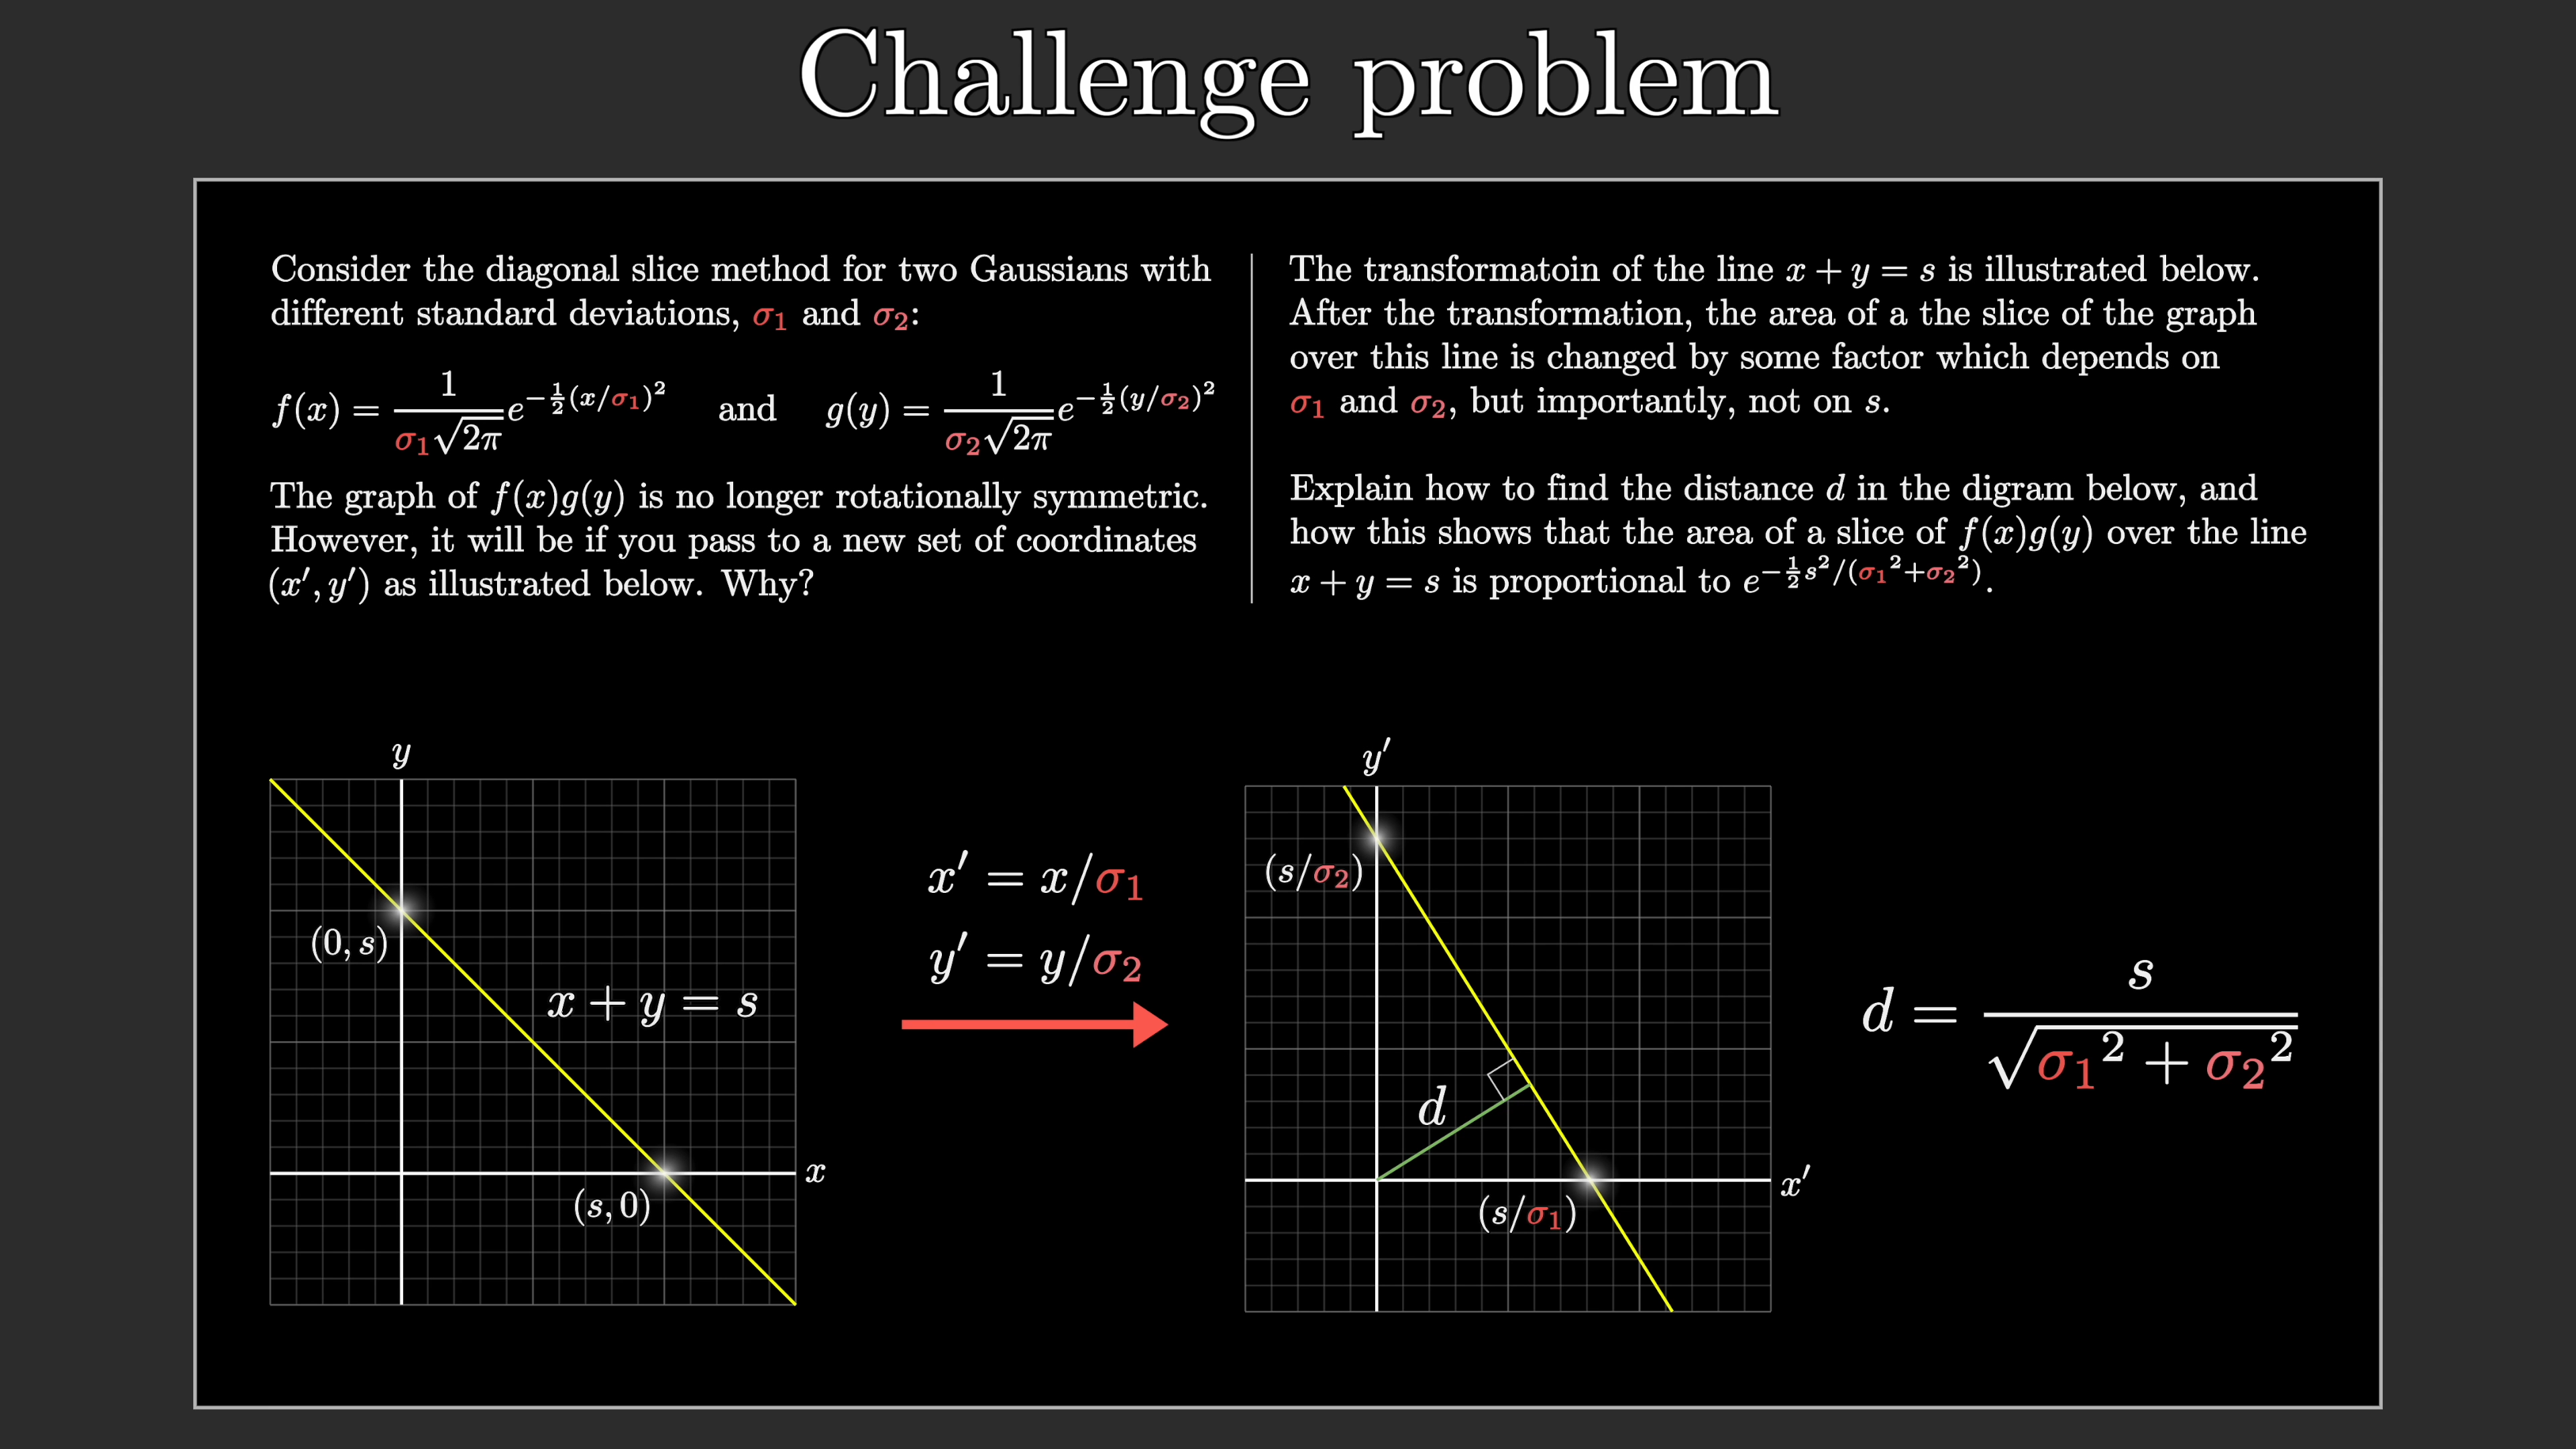 Challenge problem
Consider the diagonal slice method for two Gaussians with
different standard deviations, σ₁ and σ₂:
f(x) = 1/(σ₁√(2π)) e^(−½(x/σ₁)²) and g(y) = 1/(σ₂√(2π)) e^(−½(y/σ₂)²)
The graph of f(x)g(y) is no longer rotationally symmetric.
However, it will be if you pass to a new set of coordinates
(x′, y′) as illustrated below. Why?
The transformatoin of the line x + y = s is illustrated below.
After the transformation, the area of a the slice of the graph
over this line is changed by some factor which depends on
σ₁ and σ₂, but importantly, not on s.
Explain how to find the distance d in the digram below, and
how this shows that the area of a slice of f(x)g(y) over the line
x + y = s is proportional to e^(−½s²/(σ₁²+σ₂²)).
y
(0, s)
x + y = s
(s, 0)
x
x′ = x/σ₁
y′ = y/σ₂
y′
(s/σ₂)
d
(s/σ₁)
x′
d = s/√(σ₁² + σ₂²)